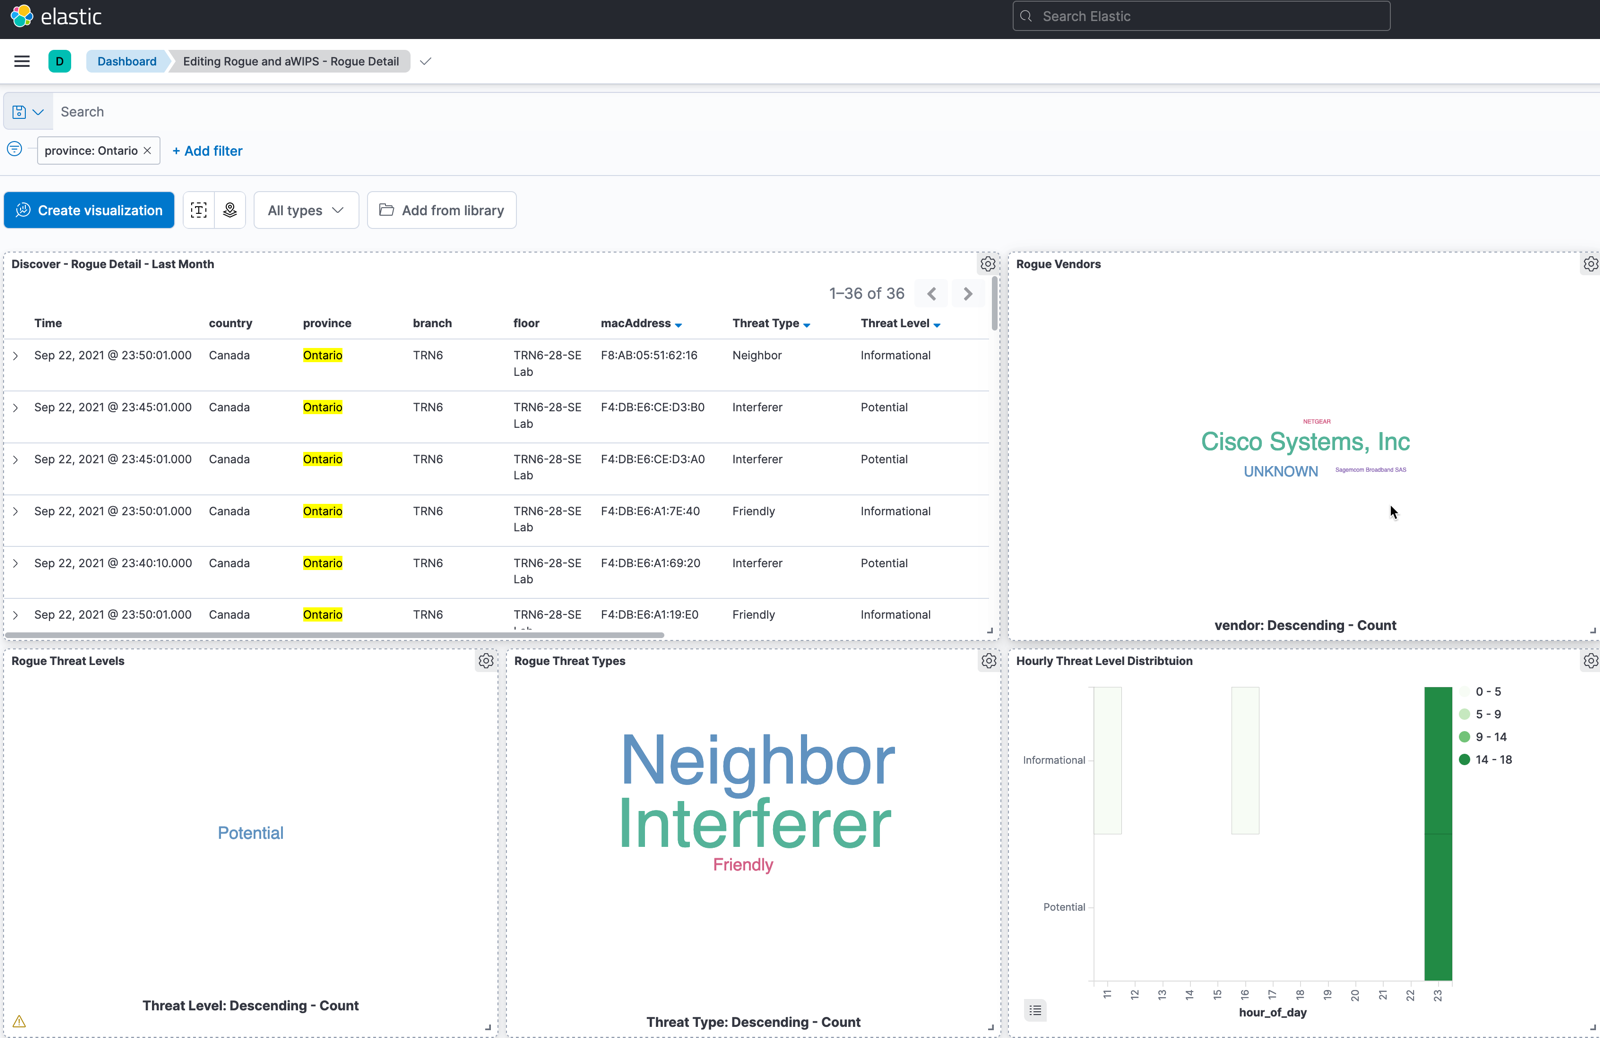 elastic
Search Elastic
D
Dashboard
Editing Rogue and aWIPS - Rogue Detail
Search
province: Ontario ×
+ Add filter
Create visualization
All types
Add from library
Discover - Rogue Detail - Last Month
1–36 of 36
Time country province branch floor macAddress Threat Type Threat Level
Sep 22, 2021 @ 23:50:01.000 Canada Ontario TRN6 TRN6-28-SE F8:AB:05:51:62:16 Neighbor Informational
Lab
Sep 22, 2021 @ 23:45:01.000 Canada Ontario TRN6 TRN6-28-SE F4:DB:E6:CE:D3:B0 Interferer Potential
Lab
Sep 22, 2021 @ 23:45:01.000 Canada Ontario TRN6 TRN6-28-SE F4:DB:E6:CE:D3:A0 Interferer Potential
Lab
Sep 22, 2021 @ 23:50:01.000 Canada Ontario TRN6 TRN6-28-SE F4:DB:E6:A1:7E:40 Friendly Informational
Lab
Sep 22, 2021 @ 23:40:10.000 Canada Ontario TRN6 TRN6-28-SE F4:DB:E6:A1:69:20 Interferer Potential
Lab
Sep 22, 2021 @ 23:50:01.000 Canada Ontario TRN6 TRN6-28-SE F4:DB:E6:A1:19:E0 Friendly Informational
Rogue Vendors
NETGEAR
Cisco Systems, Inc
UNKNOWN
Sagemcom Broadband SAS
vendor: Descending - Count
Rogue Threat Levels
Potential
Threat Level: Descending - Count
Rogue Threat Types
Neighbor
Interferer
Friendly
Threat Type: Descending - Count
Hourly Threat Level Distribtuion
0 - 5
5 - 9
9 - 14
14 - 18
Informational
Potential
11 12 13 14 15 16 17 18 19 20 21 22 23
hour_of_day